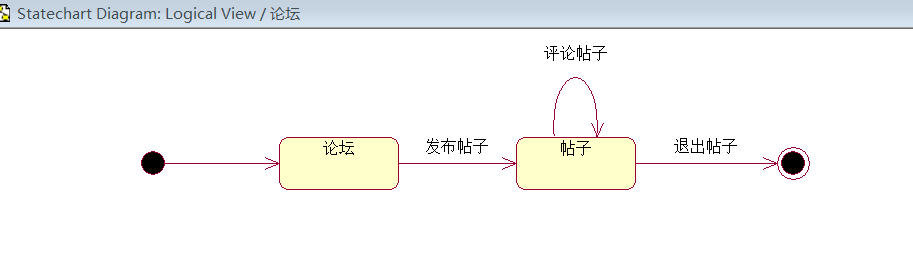 Statechart Diagram: Logical View / 论坛
评论帖子
论坛
发布帖子
帖子
退出帖子